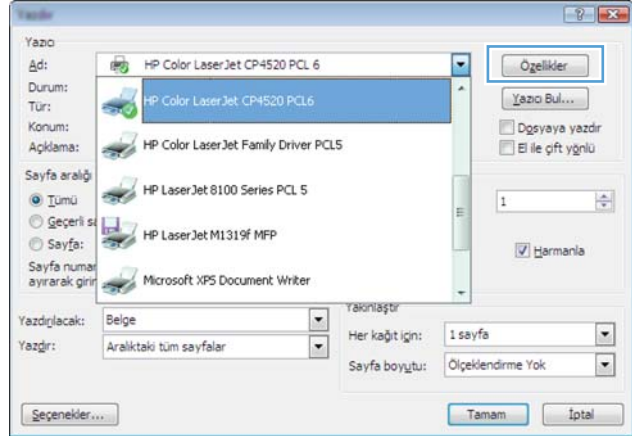 Yazdır
Yazıcı
Ad: HP Color LaserJet CP4520 PCL 6 Özellikler
Durum: HP Color LaserJet CP4520 PCL6 Yazıcı Bul...
Tür:
Konum: Dosyaya yazdır
Açıklama: HP Color LaserJet Family Driver PCL5 El ile çift yönlü
Sayfa aralığı
HP LaserJet 8100 Series PCL 5
Tümü 1
Geçerli
Sayfa: HP LaserJet M1319f MFP Harmanla
Sayfa
ayırarak Microsoft XPS Document Writer
Yakınlaştır
Yazdırılacak: Belge
Her kağıt için: 1 sayfa
Yazdır: Aralıktaki tüm sayfalar
Sayfa boyutu: Ölçeklendirme Yok
Seçenekler... Tamam İptal